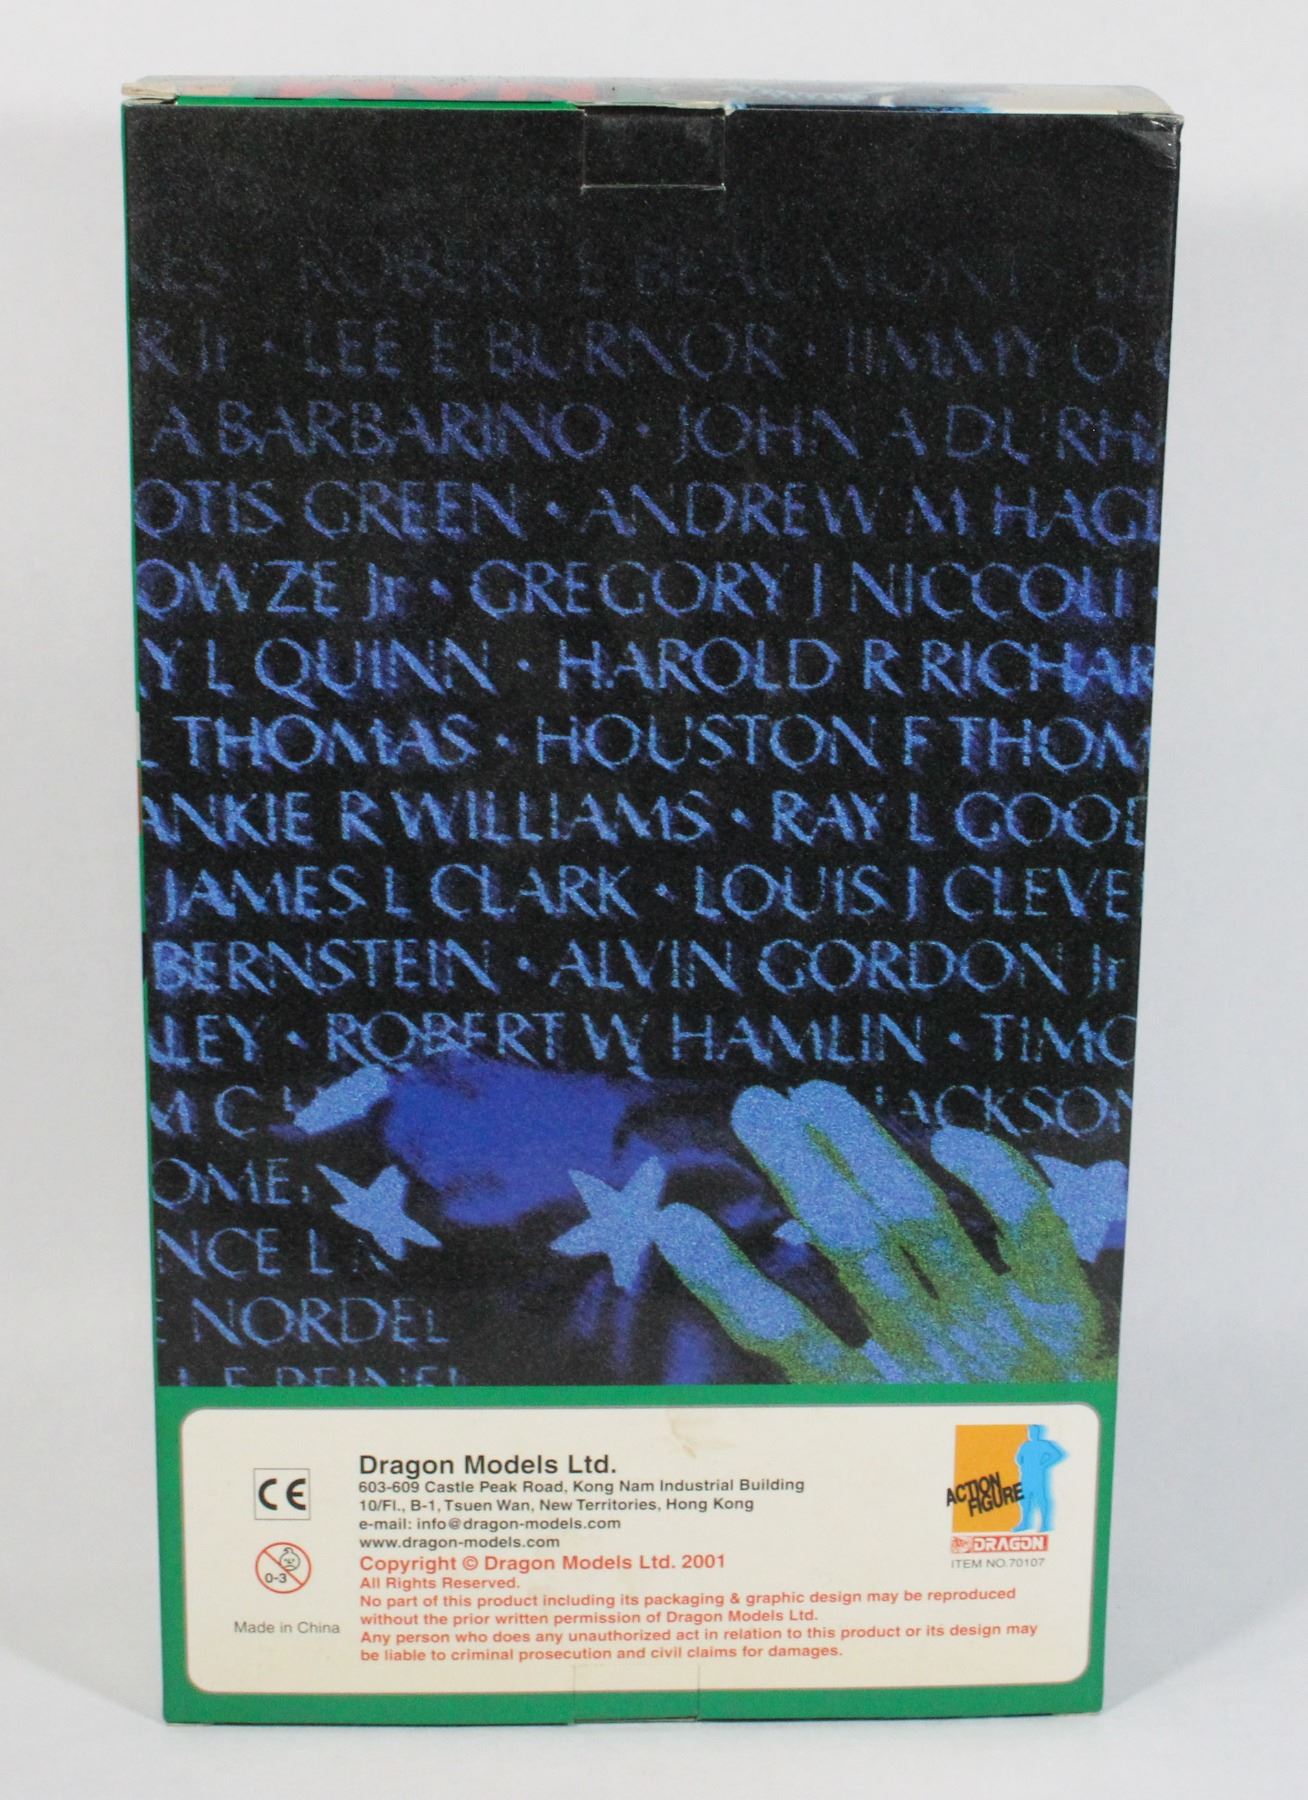 ROBERT E BEAUMONT · BE
R Jr · LEE E BURNOR · JIMMY O
A BARBARINO · JOHN A DURHA
OTIS GREEN · ANDREW M HAGL
OWZE Jr · GREGORY J NICCOLI ·
Y L QUINN · HAROLD R RICHAR
L THOMAS · HOUSTON F THOM
ANKIE R WILLIAMS · RAY L GOOD
JAMES L CLARK · LOUIS J CLEVE
BERNSTEIN · ALVIN GORDON Jr
LEY · ROBERT W HAMLIN · TIMO
M C JACKSON
OME
NCE L
E NORDEL
CE
0-3
Made in China
Dragon Models Ltd.
603-609 Castle Peak Road, Kong Nam Industrial Building
10/Fl., B-1, Tsuen Wan, New Territories, Hong Kong
e-mail: info@dragon-models.com
www.dragon-models.com
Copyright © Dragon Models Ltd. 2001
All Rights Reserved.
No part of this product including its packaging & graphic design may be reproduced
without the prior written permission of Dragon Models Ltd.
Any person who does any unauthorized act in relation to this product or its design may
be liable to criminal prosecution and civil claims for damages.
ACTION
FIGURE
DRAGON
ITEM NO.70107